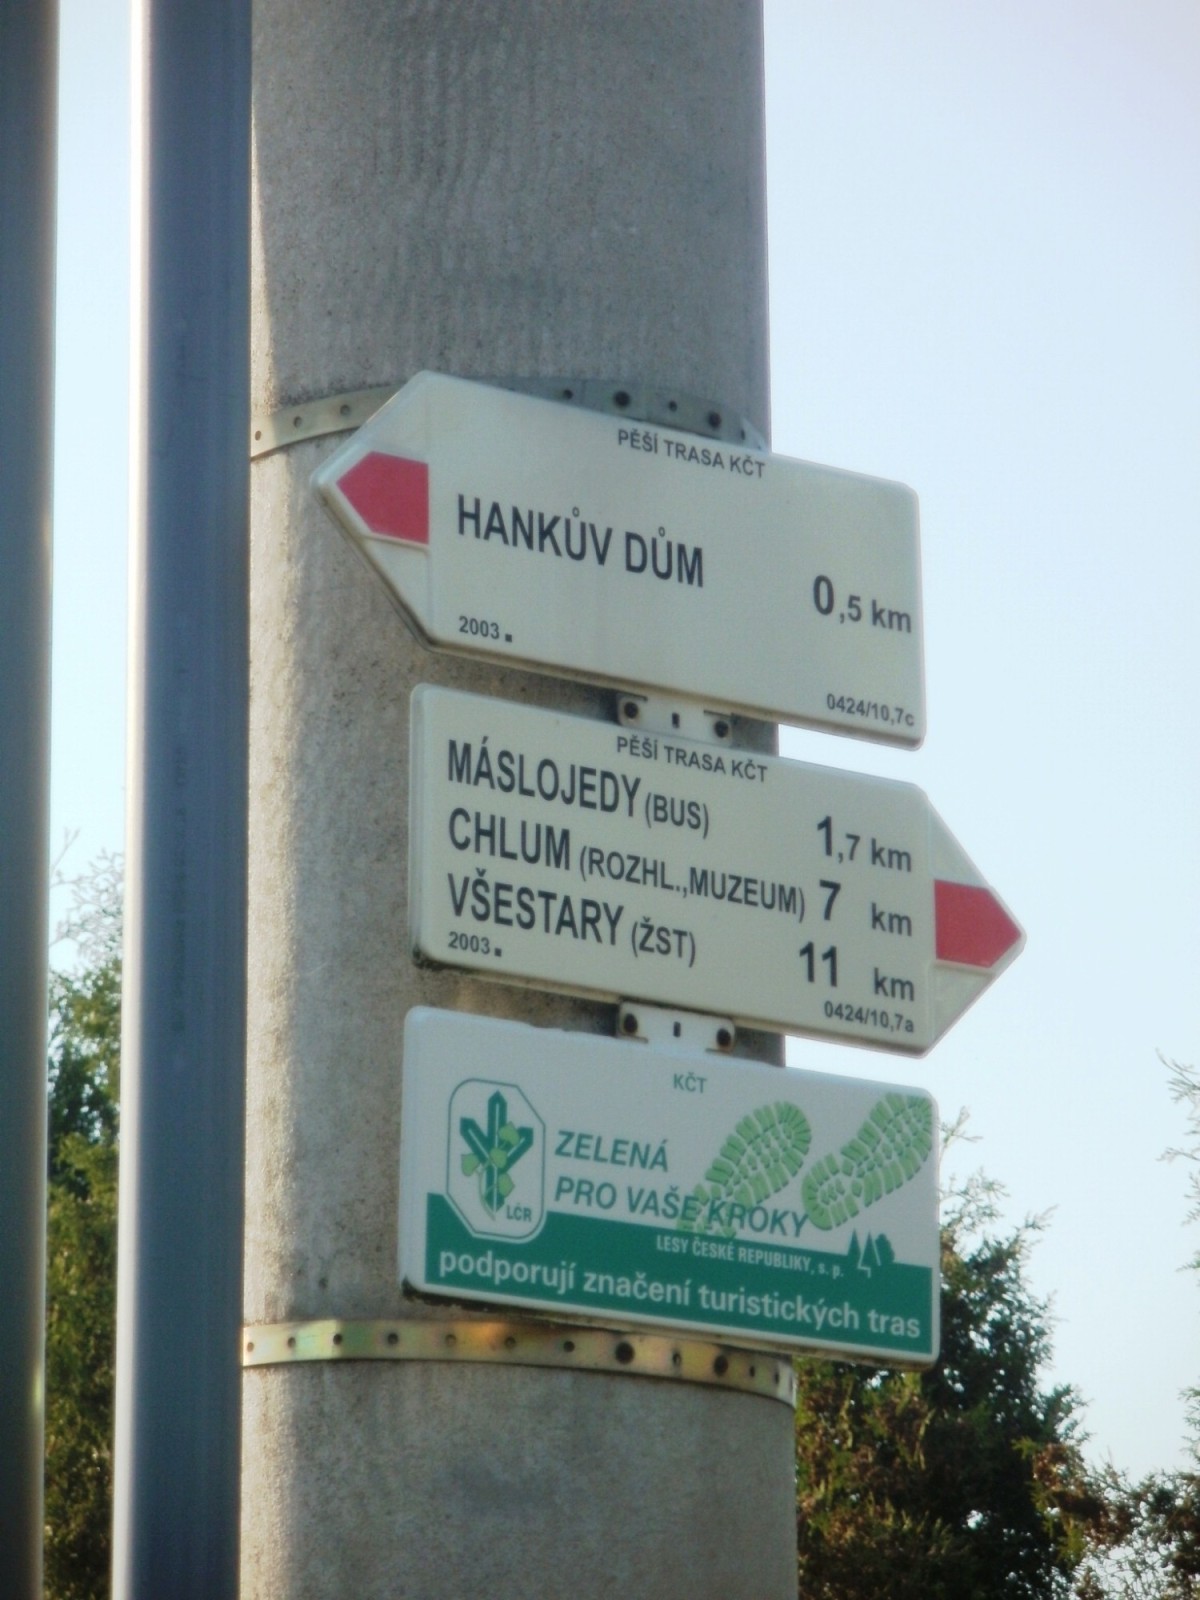 PĚŠÍ TRASA KČT
HANKŮV DŮM 0,5 km
2003. 0424/10,7c
PĚŠÍ TRASA KČT
MÁSLOJEDY (BUS) 1,7 km
CHLUM (ROZHL.,MUZEUM) 7 km
VŠESTARY (ŽST) 11 km
2003. 0424/10,7a
KČT
ZELENÁ
PRO VAŠE KROKY
LČR
LESY ČESKÉ REPUBLIKY, s. p.
podporují značení turistických tras